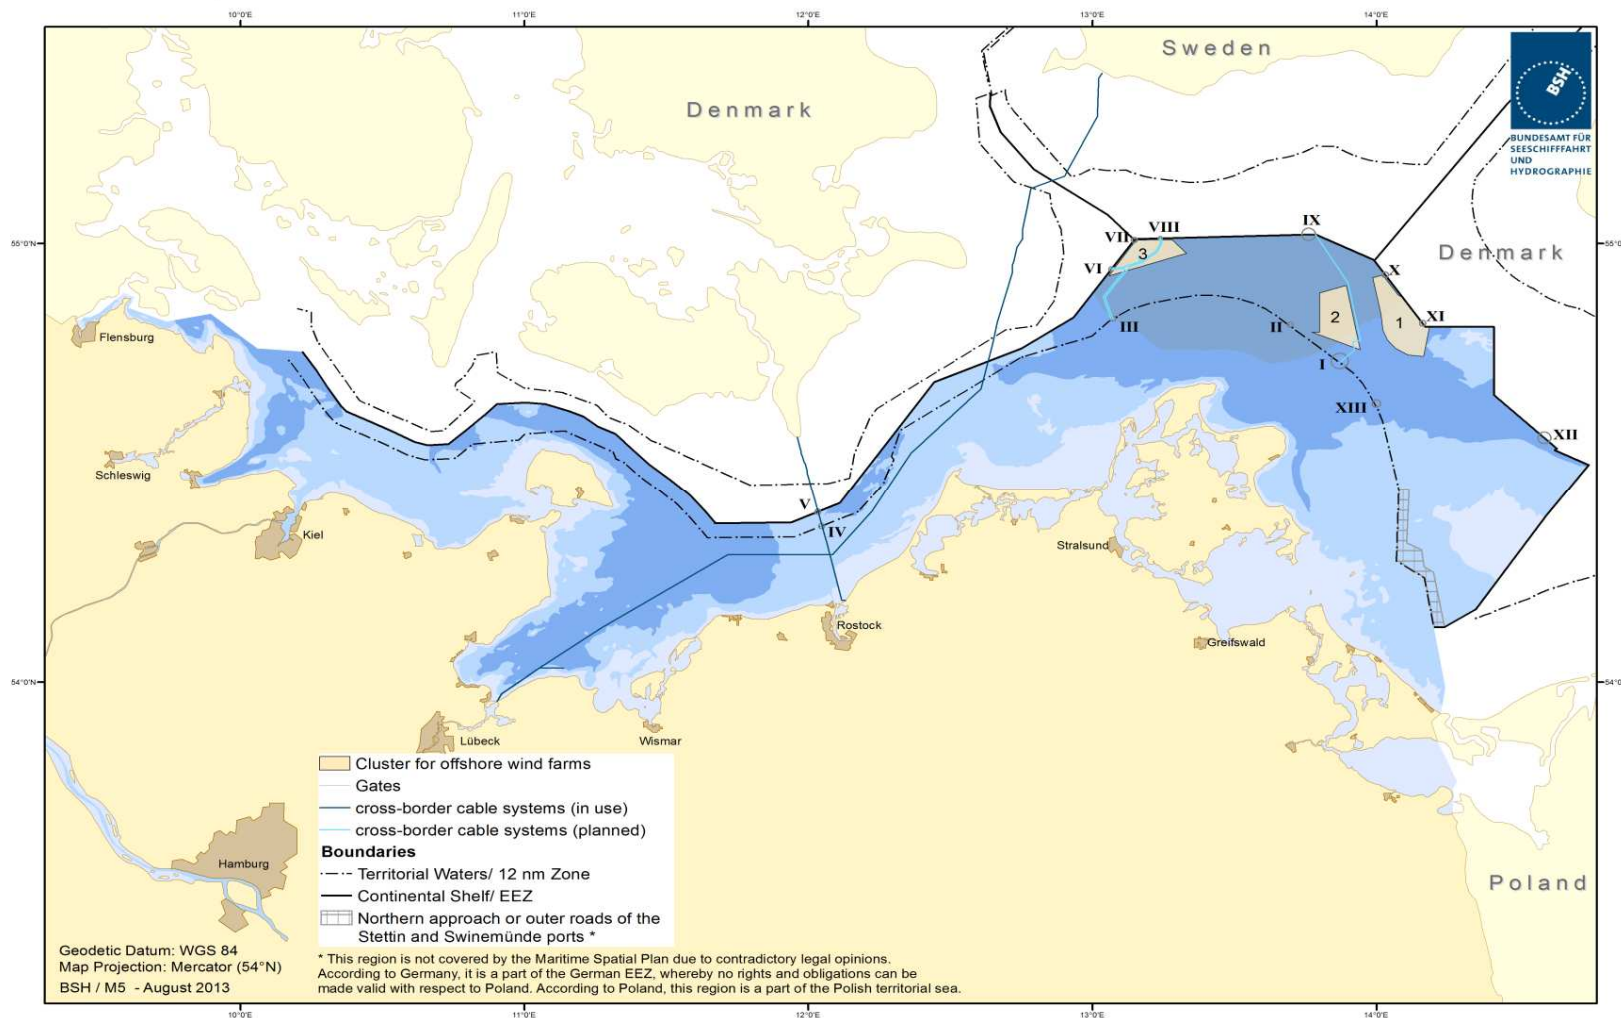 10°0'E
11°0'E
12°0'E
13°0'E
14°0'E
Sweden
Denmark
BSH
BUNDESAMT FÜR
SEESCHIFFFAHRT
UND
HYDROGRAPHIE
IX
VII
VIII
55°0'N
55°0'N
3
Denmark
VI
X
XI
2
1
III
II
Flensburg
I
XIII
XII
Schleswig
V
IV
Kiel
Stralsund
Rostock
Greifswald
54°0'N
54°0'N
Lübeck
Wismar
Cluster for offshore wind farms
Gates
cross-border cable systems (in use)
cross-border cable systems (planned)
Boundaries
Territorial Waters/ 12 nm Zone
Continental Shelf/ EEZ
Northern approach or outer roads of the
Stettin and Swinemünde ports *
Hamburg
Poland
Geodetic Datum: WGS 84
Map Projection: Mercator (54°N)
BSH / M5 - August 2013
* This region is not covered by the Maritime Spatial Plan due to contradictory legal opinions.
According to Germany, it is a part of the German EEZ, whereby no rights and obligations can be
made valid with respect to Poland. According to Poland, this region is a part of the Polish territorial sea.
10°0'E
11°0'E
12°0'E
13°0'E
14°0'E